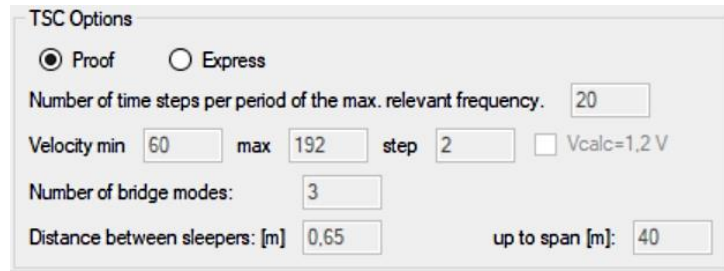 TSC Options
Proof Express
Number of time steps per period of the max. relevant frequency. 20
Velocity min 60 max 192 step 2 Vcalc=1,2 V
Number of bridge modes: 3
Distance between sleepers: [m] 0,65 up to span [m]: 40